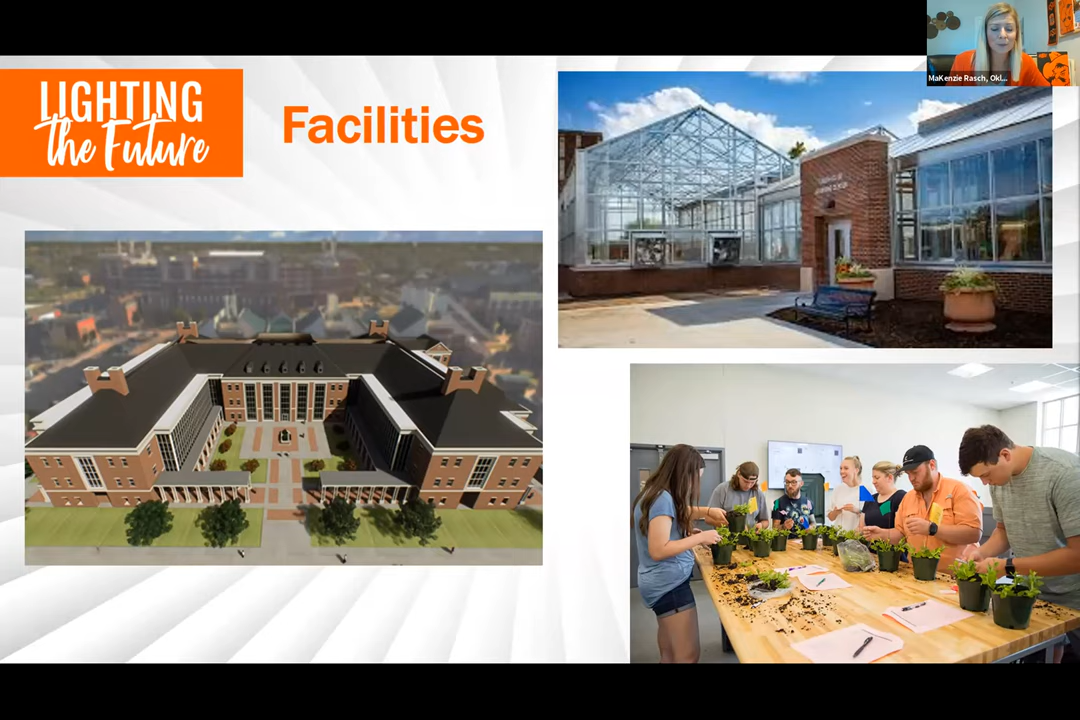 LIGHTING
the Future
Facilities
MaKenzie Rasch, Okl...